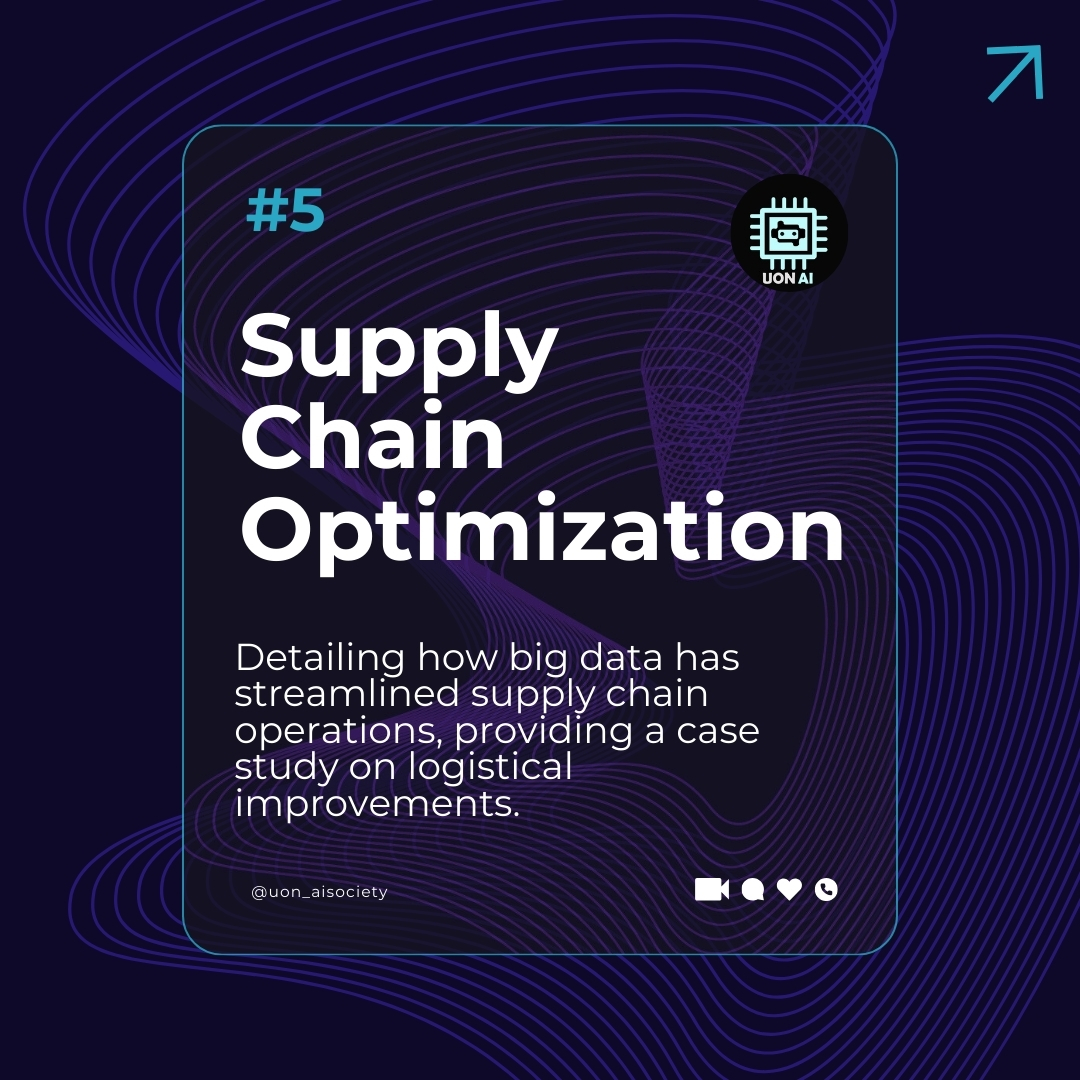 #5
UON AI
Supply
Chain
Optimization
Detailing how big data has
streamlined supply chain
operations, providing a case
study on logistical
improvements.
@uon_aisociety